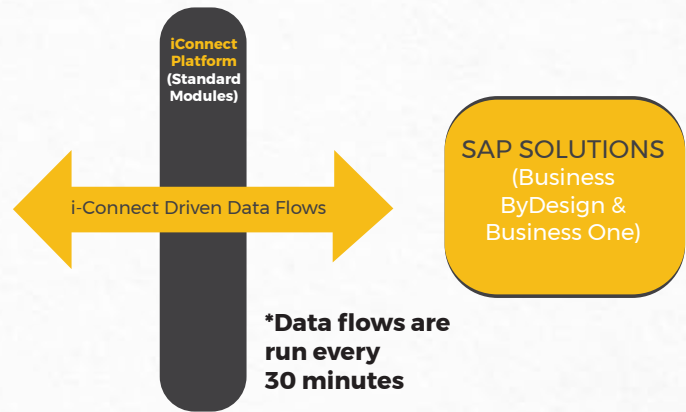 iConnect
Platform
(Standard
Modules)
i-Connect Driven Data Flows
SAP SOLUTIONS
(Business
ByDesign &
Business One)
*Data flows are
run every
30 minutes